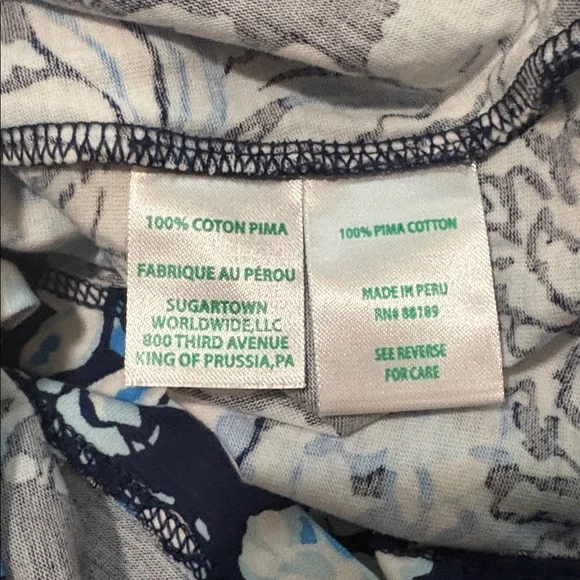 100% COTON PIMA
FABRIQUE AU PÉROU
SUGARTOWN
WORLDWIDE,LLC
800 THIRD AVENUE
KING OF PRUSSIA,PA
100% PIMA COTTON
MADE IN PERU
RN# 88189
SEE REVERSE
FOR CARE